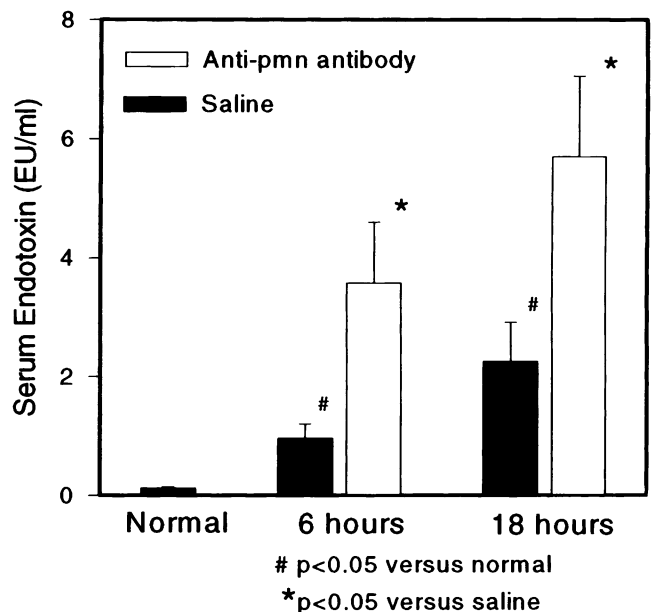 8
Anti-pmn antibody
Saline
6
4
2
0
Serum Endotoxin (EU/ml)
*
*
#
#
Normal 6 hours 18 hours
# p<0.05 versus normal
*p<0.05 versus saline